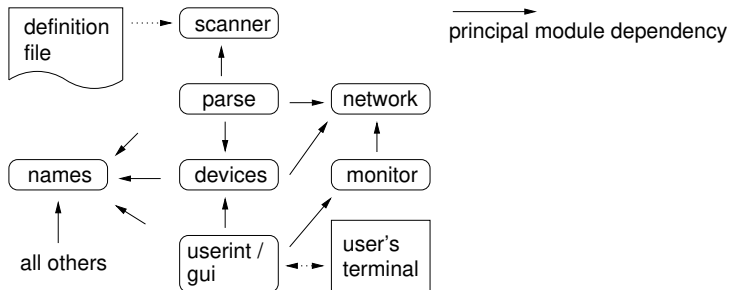 definition
file
scanner
principal module dependency
parse
network
names
devices
monitor
all others
userint /
gui
user's
terminal